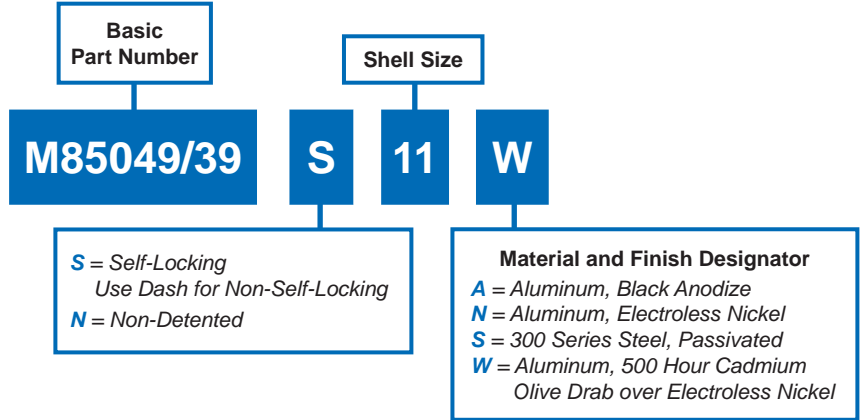 Basic
Part Number
Shell Size
M85049/39
S
11
W
S = Self-Locking
Use Dash for Non-Self-Locking
N = Non-Detented
Material and Finish Designator
A = Aluminum, Black Anodize
N = Aluminum, Electroless Nickel
S = 300 Series Steel, Passivated
W = Aluminum, 500 Hour Cadmium
Olive Drab over Electroless Nickel